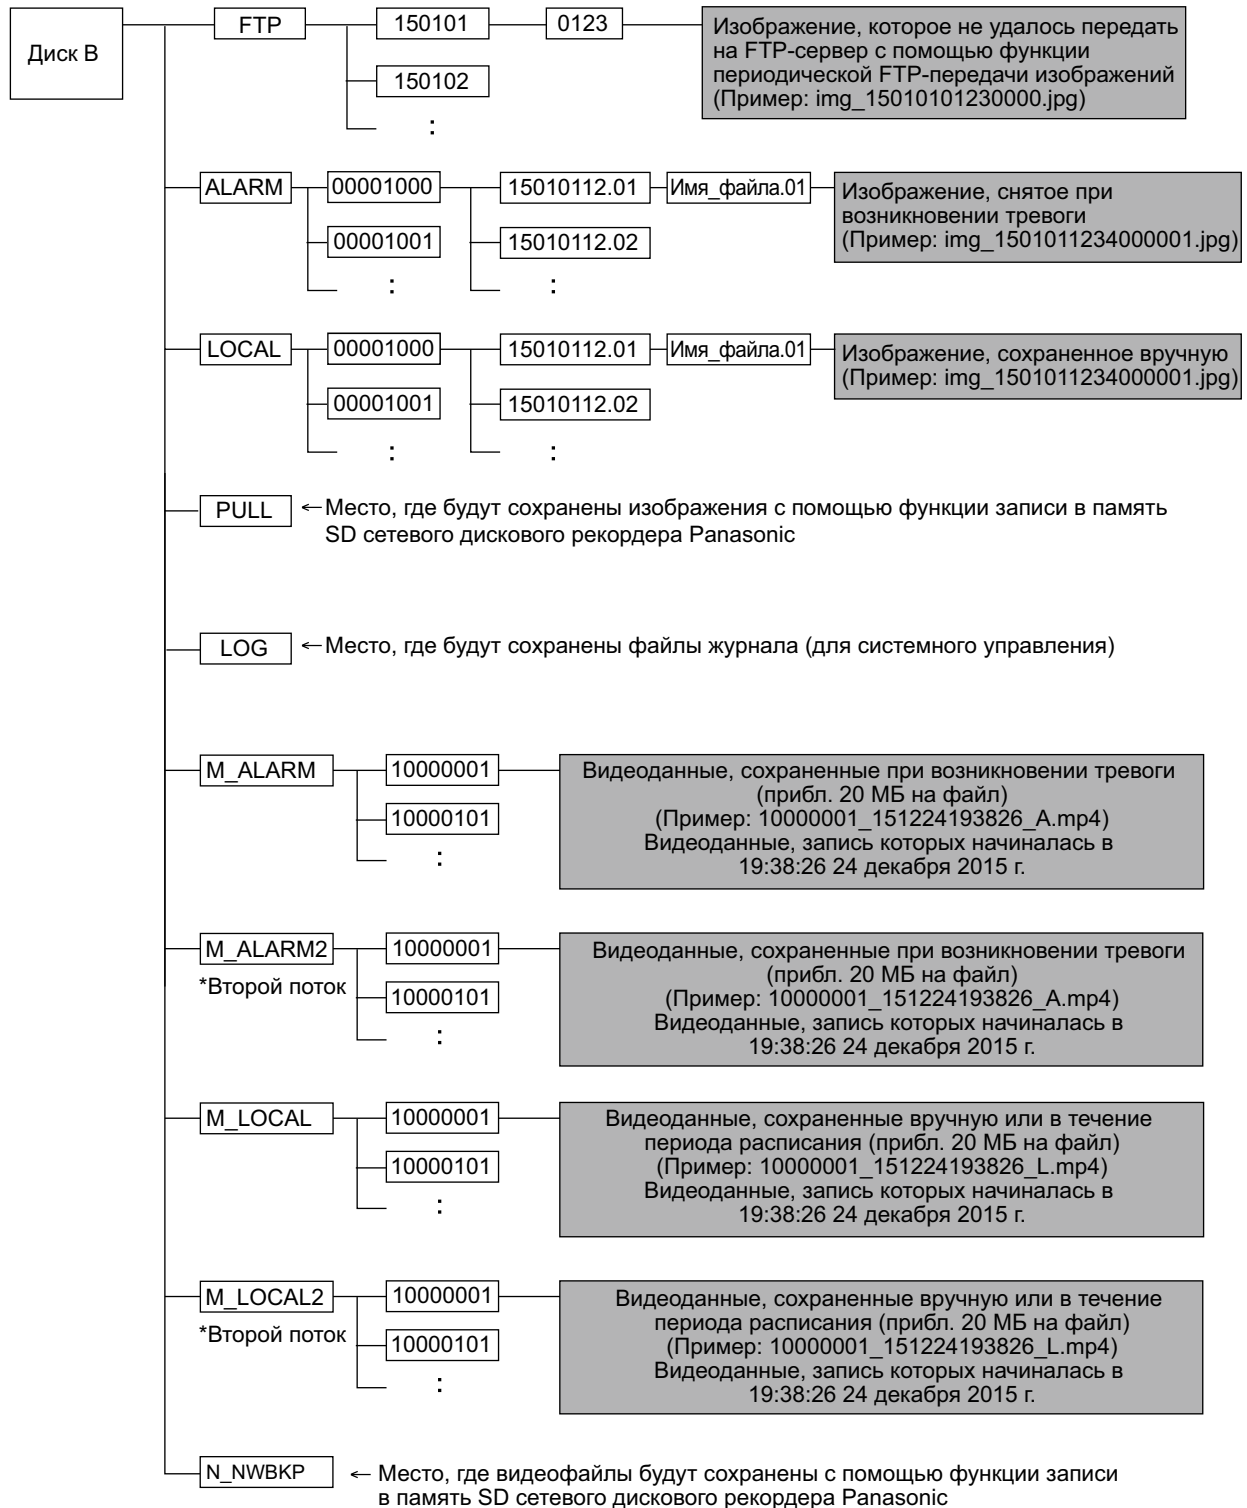 Диск B
FTP
150101
0123
Изображение, которое не удалось передать
на FTP-сервер с помощью функции
периодической FTP-передачи изображений
(Пример: img_15010101230000.jpg)
150102
:
ALARM
00001000
15010112.01
Имя_файла.01
Изображение, снятое при
возникновении тревоги
(Пример: img_1501011234000001.jpg)
00001001
15010112.02
:
:
LOCAL
00001000
15010112.01
Имя_файла.01
Изображение, сохраненное вручную
(Пример: img_1501011234000001.jpg)
00001001
15010112.02
:
:
PULL
←Место, где будут сохранены изображения с помощью функции записи в память
SD сетевого дискового рекордера Panasonic
LOG
←Место, где будут сохранены файлы журнала (для системного управления)
M_ALARM
10000001
Видеоданные, сохраненные при возникновении тревоги
(прибл. 20 МБ на файл)
(Пример: 10000001_151224193826_A.mp4)
Видеоданные, запись которых начиналась в
19:38:26 24 декабря 2015 г.
10000101
:
M_ALARM2
*Второй поток
10000001
Видеоданные, сохраненные при возникновении тревоги
(прибл. 20 МБ на файл)
(Пример: 10000001_151224193826_A.mp4)
Видеоданные, запись которых начиналась в
19:38:26 24 декабря 2015 г.
10000101
:
M_LOCAL
10000001
Видеоданные, сохраненные вручную или в течение
периода расписания (прибл. 20 МБ на файл)
(Пример: 10000001_151224193826_L.mp4)
Видеоданные, запись которых начиналась в
19:38:26 24 декабря 2015 г.
10000101
:
M_LOCAL2
*Второй поток
10000001
Видеоданные, сохраненные вручную или в течение
периода расписания (прибл. 20 МБ на файл)
(Пример: 10000001_151224193826_L.mp4)
Видеоданные, запись которых начиналась в
19:38:26 24 декабря 2015 г.
10000101
:
N_NWBKP
← Место, где видеофайлы будут сохранены с помощью функции записи
в память SD сетевого дискового рекордера Panasonic